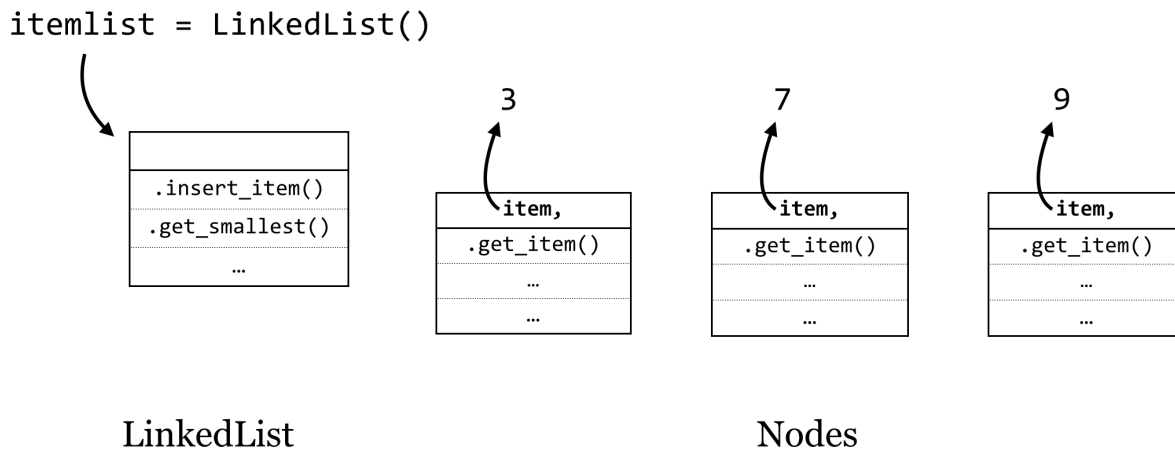 itemlist = LinkedList()
.insert_item()
.get_smallest()
…
3
item,
.get_item()
…
…
7
item,
.get_item()
…
…
9
item,
.get_item()
…
…
LinkedList
Nodes